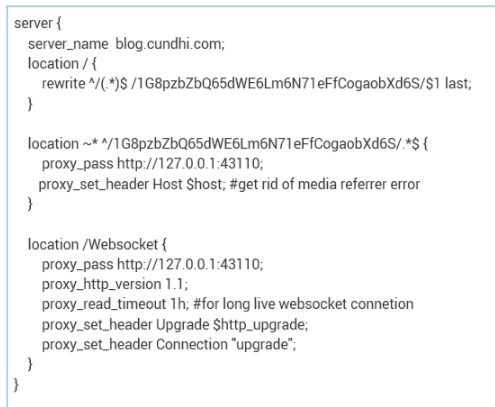 server {
server_name blog.cundhi.com;
location / {
rewrite ^/(.*)$ /1G8pzbZbQ65dWE6Lm6N71eFfCogaobXd6S/$1 last;
}
location ~* ^/1G8pzbZbQ65dWE6Lm6N71eFfCogaobXd6S/.*$ {
proxy_pass http://127.0.0.1:43110;
proxy_set_header Host $host; #get rid of media referrer error
}
location /Websocket {
proxy_pass http://127.0.0.1:43110;
proxy_http_version 1.1;
proxy_read_timeout 1h; #for long live websocket connetion
proxy_set_header Upgrade $http_upgrade;
proxy_set_header Connection "upgrade";
}
}